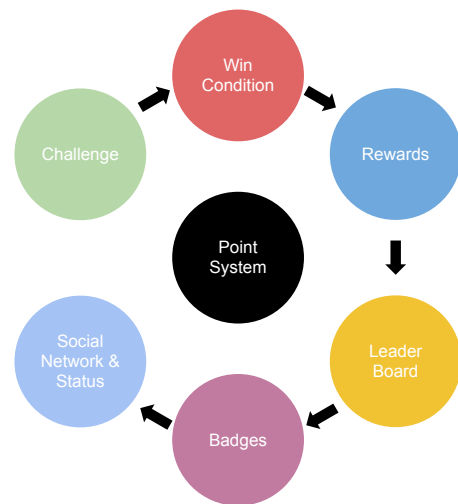 Win
Condition
Challenge
Rewards
Point
System
Social
Network &
Status
Leader
Board
Badges